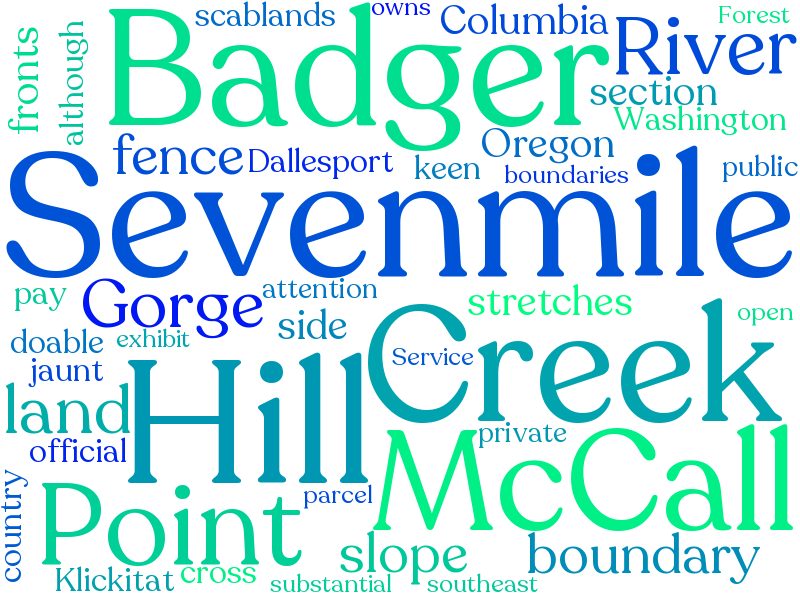 scablands
owns
Columbia
Forest
fronts
although
Badger
River
section
Washington
fence
Dallesport
keen
Oregon
boundaries
public
Sevenmile
pay
Gorge
attention
side
stretches
open
doable
exhibit
jaunt
Service
Creek
land
Hill
official
private
McCall
country
Point
parcel
slope
boundary
Klickitat
cross
substantial
southeast